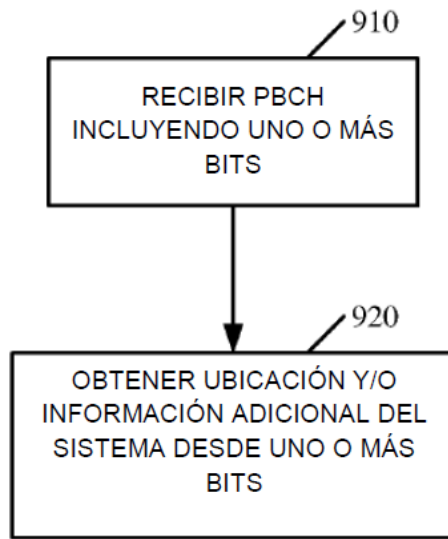 910
RECIBIR PBCH
INCLUYENDO UNO O MÁS
BITS
920
OBTENER UBICACIÓN Y/O
INFORMACIÓN ADICIONAL DEL
SISTEMA DESDE UNO O MÁS
BITS